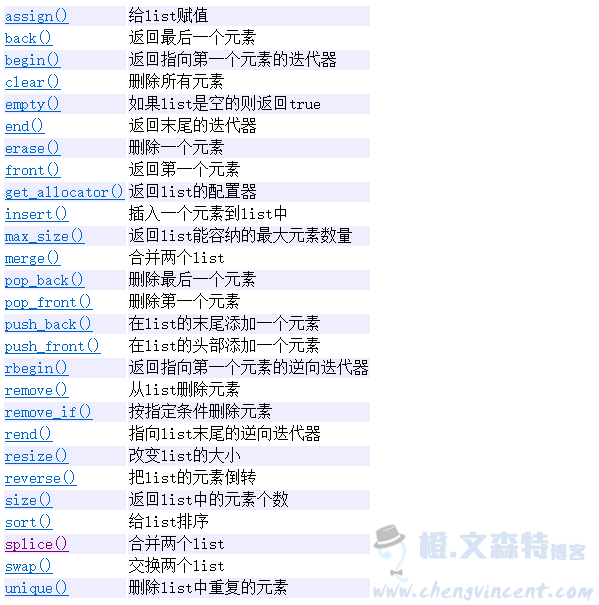 assign() 给list赋值
back() 返回最后一个元素
begin() 返回指向第一个元素的迭代器
clear() 删除所有元素
empty() 如果list是空的则返回true
end() 返回末尾的迭代器
erase() 删除一个元素
front() 返回第一个元素
get_allocator() 返回list的配置器
insert() 插入一个元素到list中
max_size() 返回list能容纳的最大元素数量
merge() 合并两个list
pop_back() 删除最后一个元素
pop_front() 删除第一个元素
push_back() 在list的末尾添加一个元素
push_front() 在list的头部添加一个元素
rbegin() 返回指向第一个元素的逆向迭代器
remove() 从list删除元素
remove_if() 按指定条件删除元素
rend() 指向list末尾的逆向迭代器
resize() 改变list的大小
reverse() 把list的元素倒转
size() 返回list中的元素个数
sort() 给list排序
splice() 合并两个list
swap() 交换两个list
unique() 删除list中重复的元素
橙.文森特博客
www.chengvincent.com